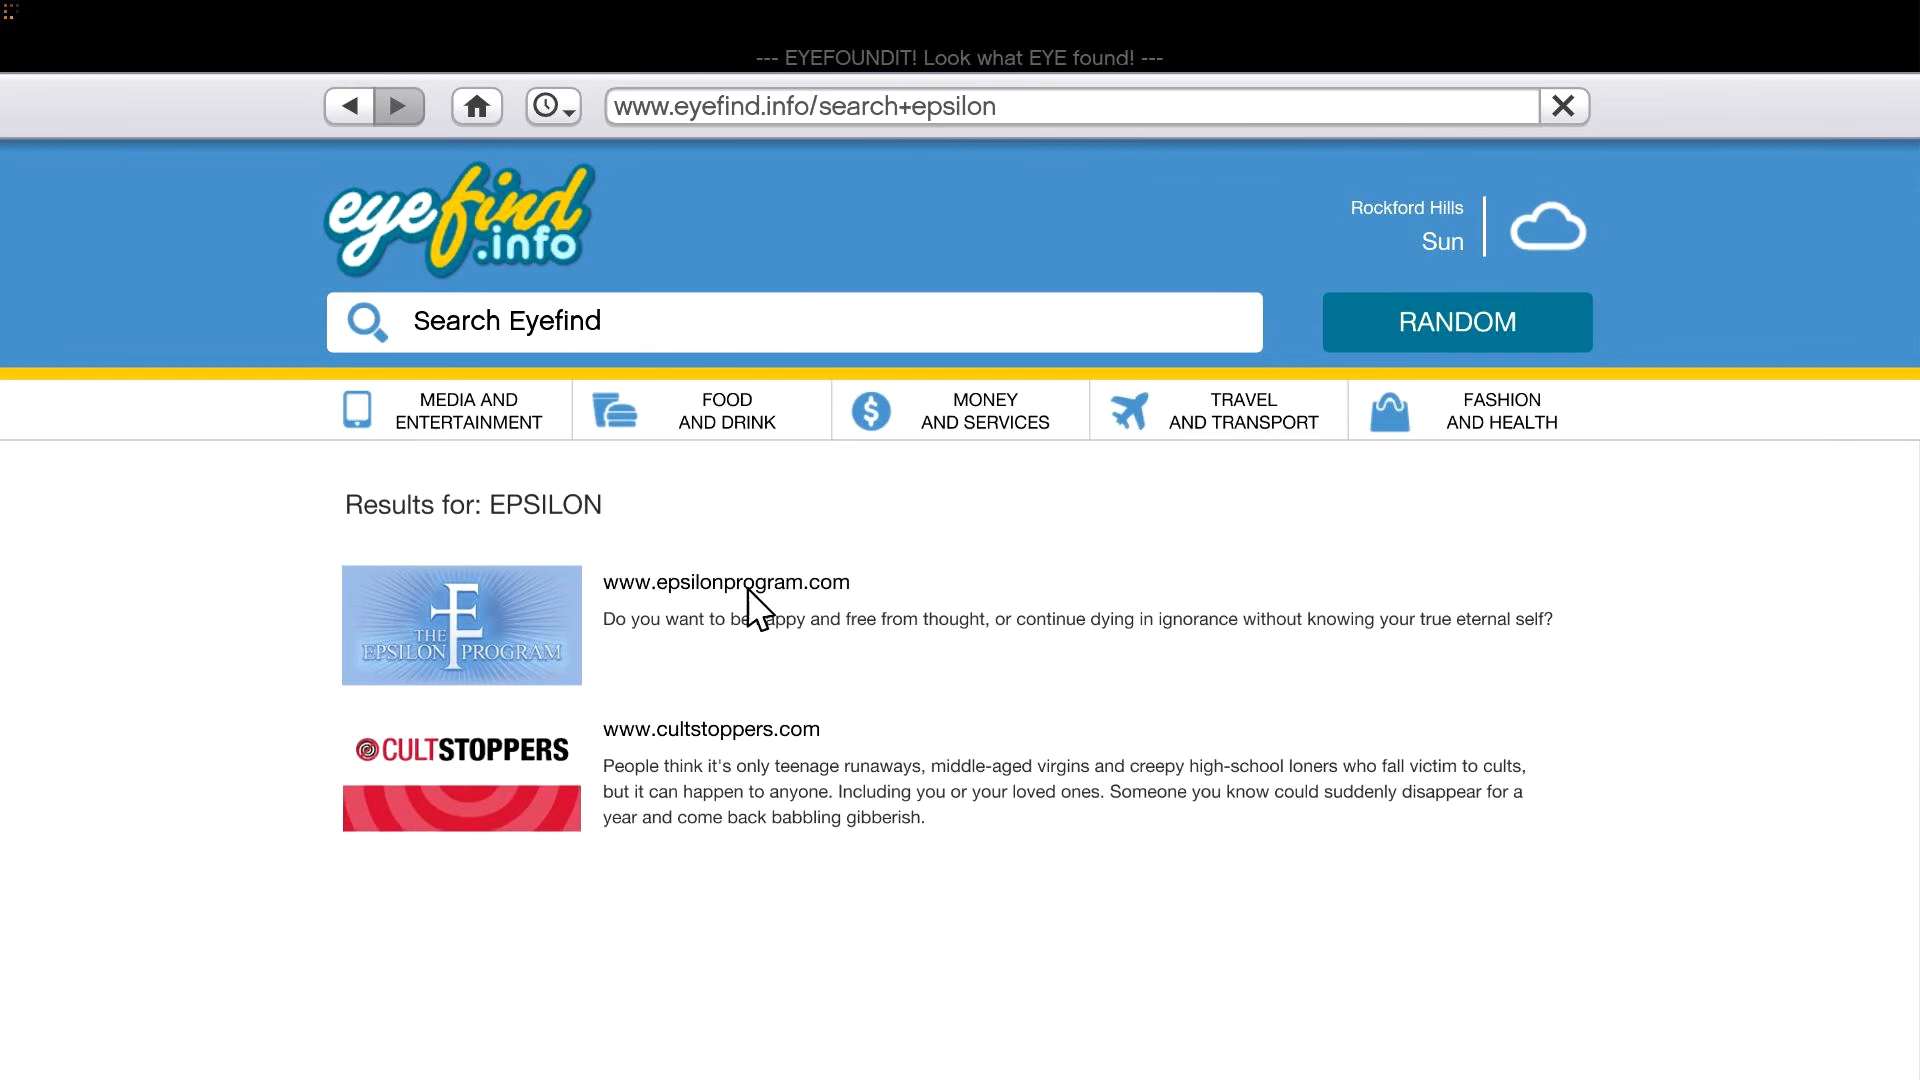 --- EYEFOUNDIT! Look what EYE found! ---
www.eyefind.info/search+epsilon
eyefind
.info
Rockford Hills
Sun
Search Eyefind
RANDOM
MEDIA AND
ENTERTAINMENT
FOOD
AND DRINK
MONEY
AND SERVICES
TRAVEL
AND TRANSPORT
FASHION
AND HEALTH
Results for: EPSILON
THE
EPSILON PROGRAM
www.epsilonprogram.com
Do you want to be happy and free from thought, or continue dying in ignorance without knowing your true eternal self?
CULTSTOPPERS
www.cultstoppers.com
People think it's only teenage runaways, middle-aged virgins and creepy high-school loners who fall victim to cults,
but it can happen to anyone. Including you or your loved ones. Someone you know could suddenly disappear for a
year and come back babbling gibberish.